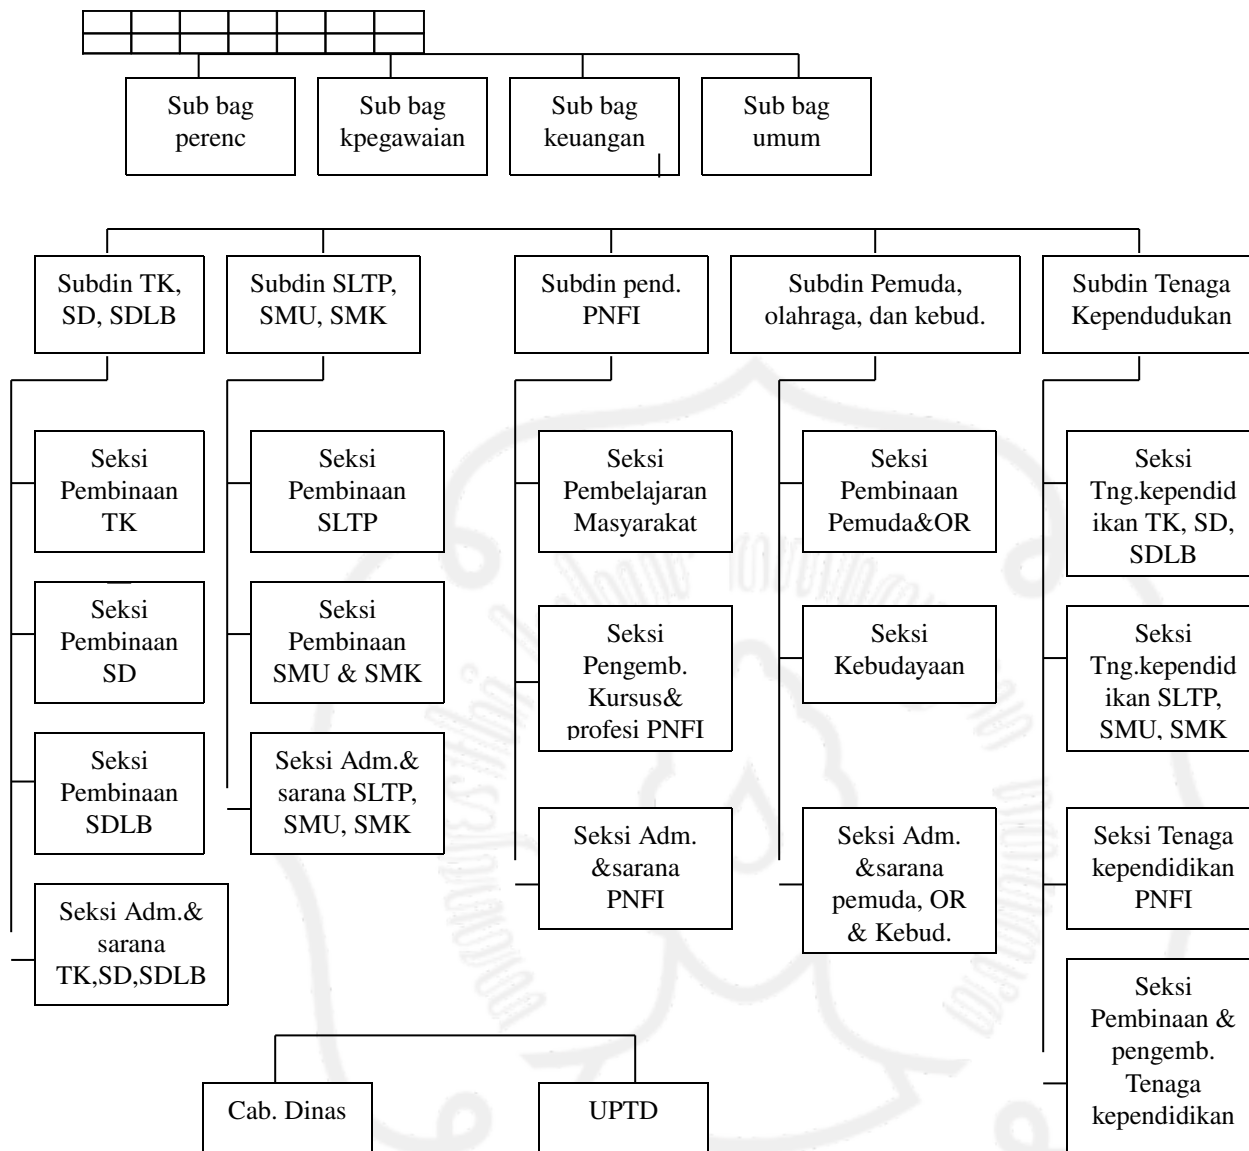 Sub bag
perenc
Sub bag
kpegawaian
Sub bag
keuangan
Sub bag
umum
Subdin TK,
SD, SDLB
Subdin SLTP,
SMU, SMK
Subdin pend.
PNFI
Subdin Pemuda,
olahraga, dan kebud.
Subdin Tenaga
Kependudukan
Seksi
Pembinaan
TK
Seksi
Pembinaan
SD
Seksi
Pembinaan
SDLB
Seksi Adm.&
sarana
TK,SD,SDLB
Seksi
Pembinaan
SLTP
Seksi
Pembinaan
SMU & SMK
Seksi Adm.&
sarana SLTP,
SMU, SMK
Seksi
Pembelajaran
Masyarakat
Seksi
Pengemb.
Kursus&
profesi PNFI
Seksi Adm.
&sarana
PNFI
Seksi
Pembinaan
Pemuda&OR
Seksi
Kebudayaan
Seksi Adm.
&sarana
pemuda, OR
& Kebud.
Seksi
Tng.kependid
ikan TK, SD,
SDLB
Seksi
Tng.kependid
ikan SLTP,
SMU, SMK
Seksi Tenaga
kependidikan
PNFI
Seksi
Pembinaan &
pengemb.
Tenaga
kependidikan
Cab. Dinas
UPTD